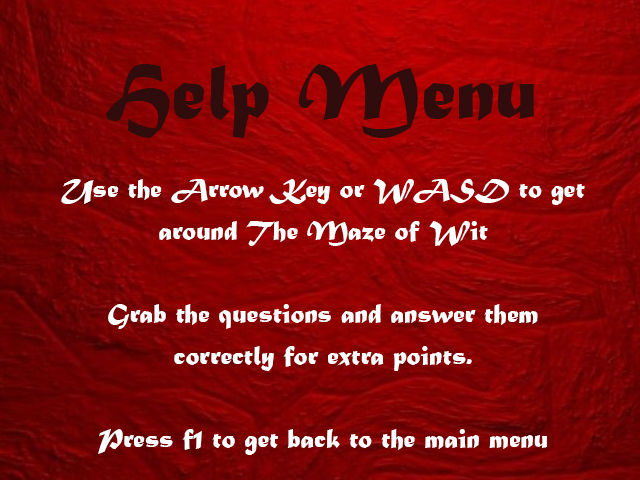 Help Menu
Use the Arrow Key or WASD to get
around The Maze of Wit
Grab the questions and answer them
correctly for extra points.
Press f1 to get back to the main menu